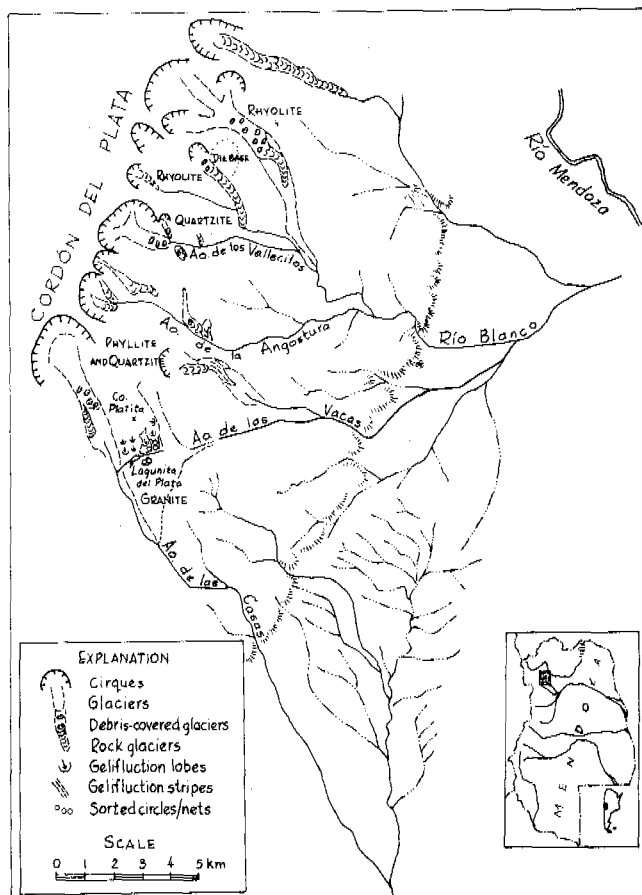 CORDÓN DEL PLATA
RHYOLITE
DIABASE
RHYOLITE
QUARTZITE
Ao. de los Vallecitos
Río Mendoza
Ao. de la Angostura
Río Blanco
PHYLLITE
AND QUARTZITE
Co.
Platita
x
Ao. de las Vacas
Lagunita
del Plata
GRANITE
Ao. de las Casas
EXPLANATION
Cirques
Glaciers
Debris-covered glaciers
Rock glaciers
Gelifluction lobes
Gelifluction stripes
Sorted circles/nets
SCALE
0 1 2 3 4 5 km
MENDOZA